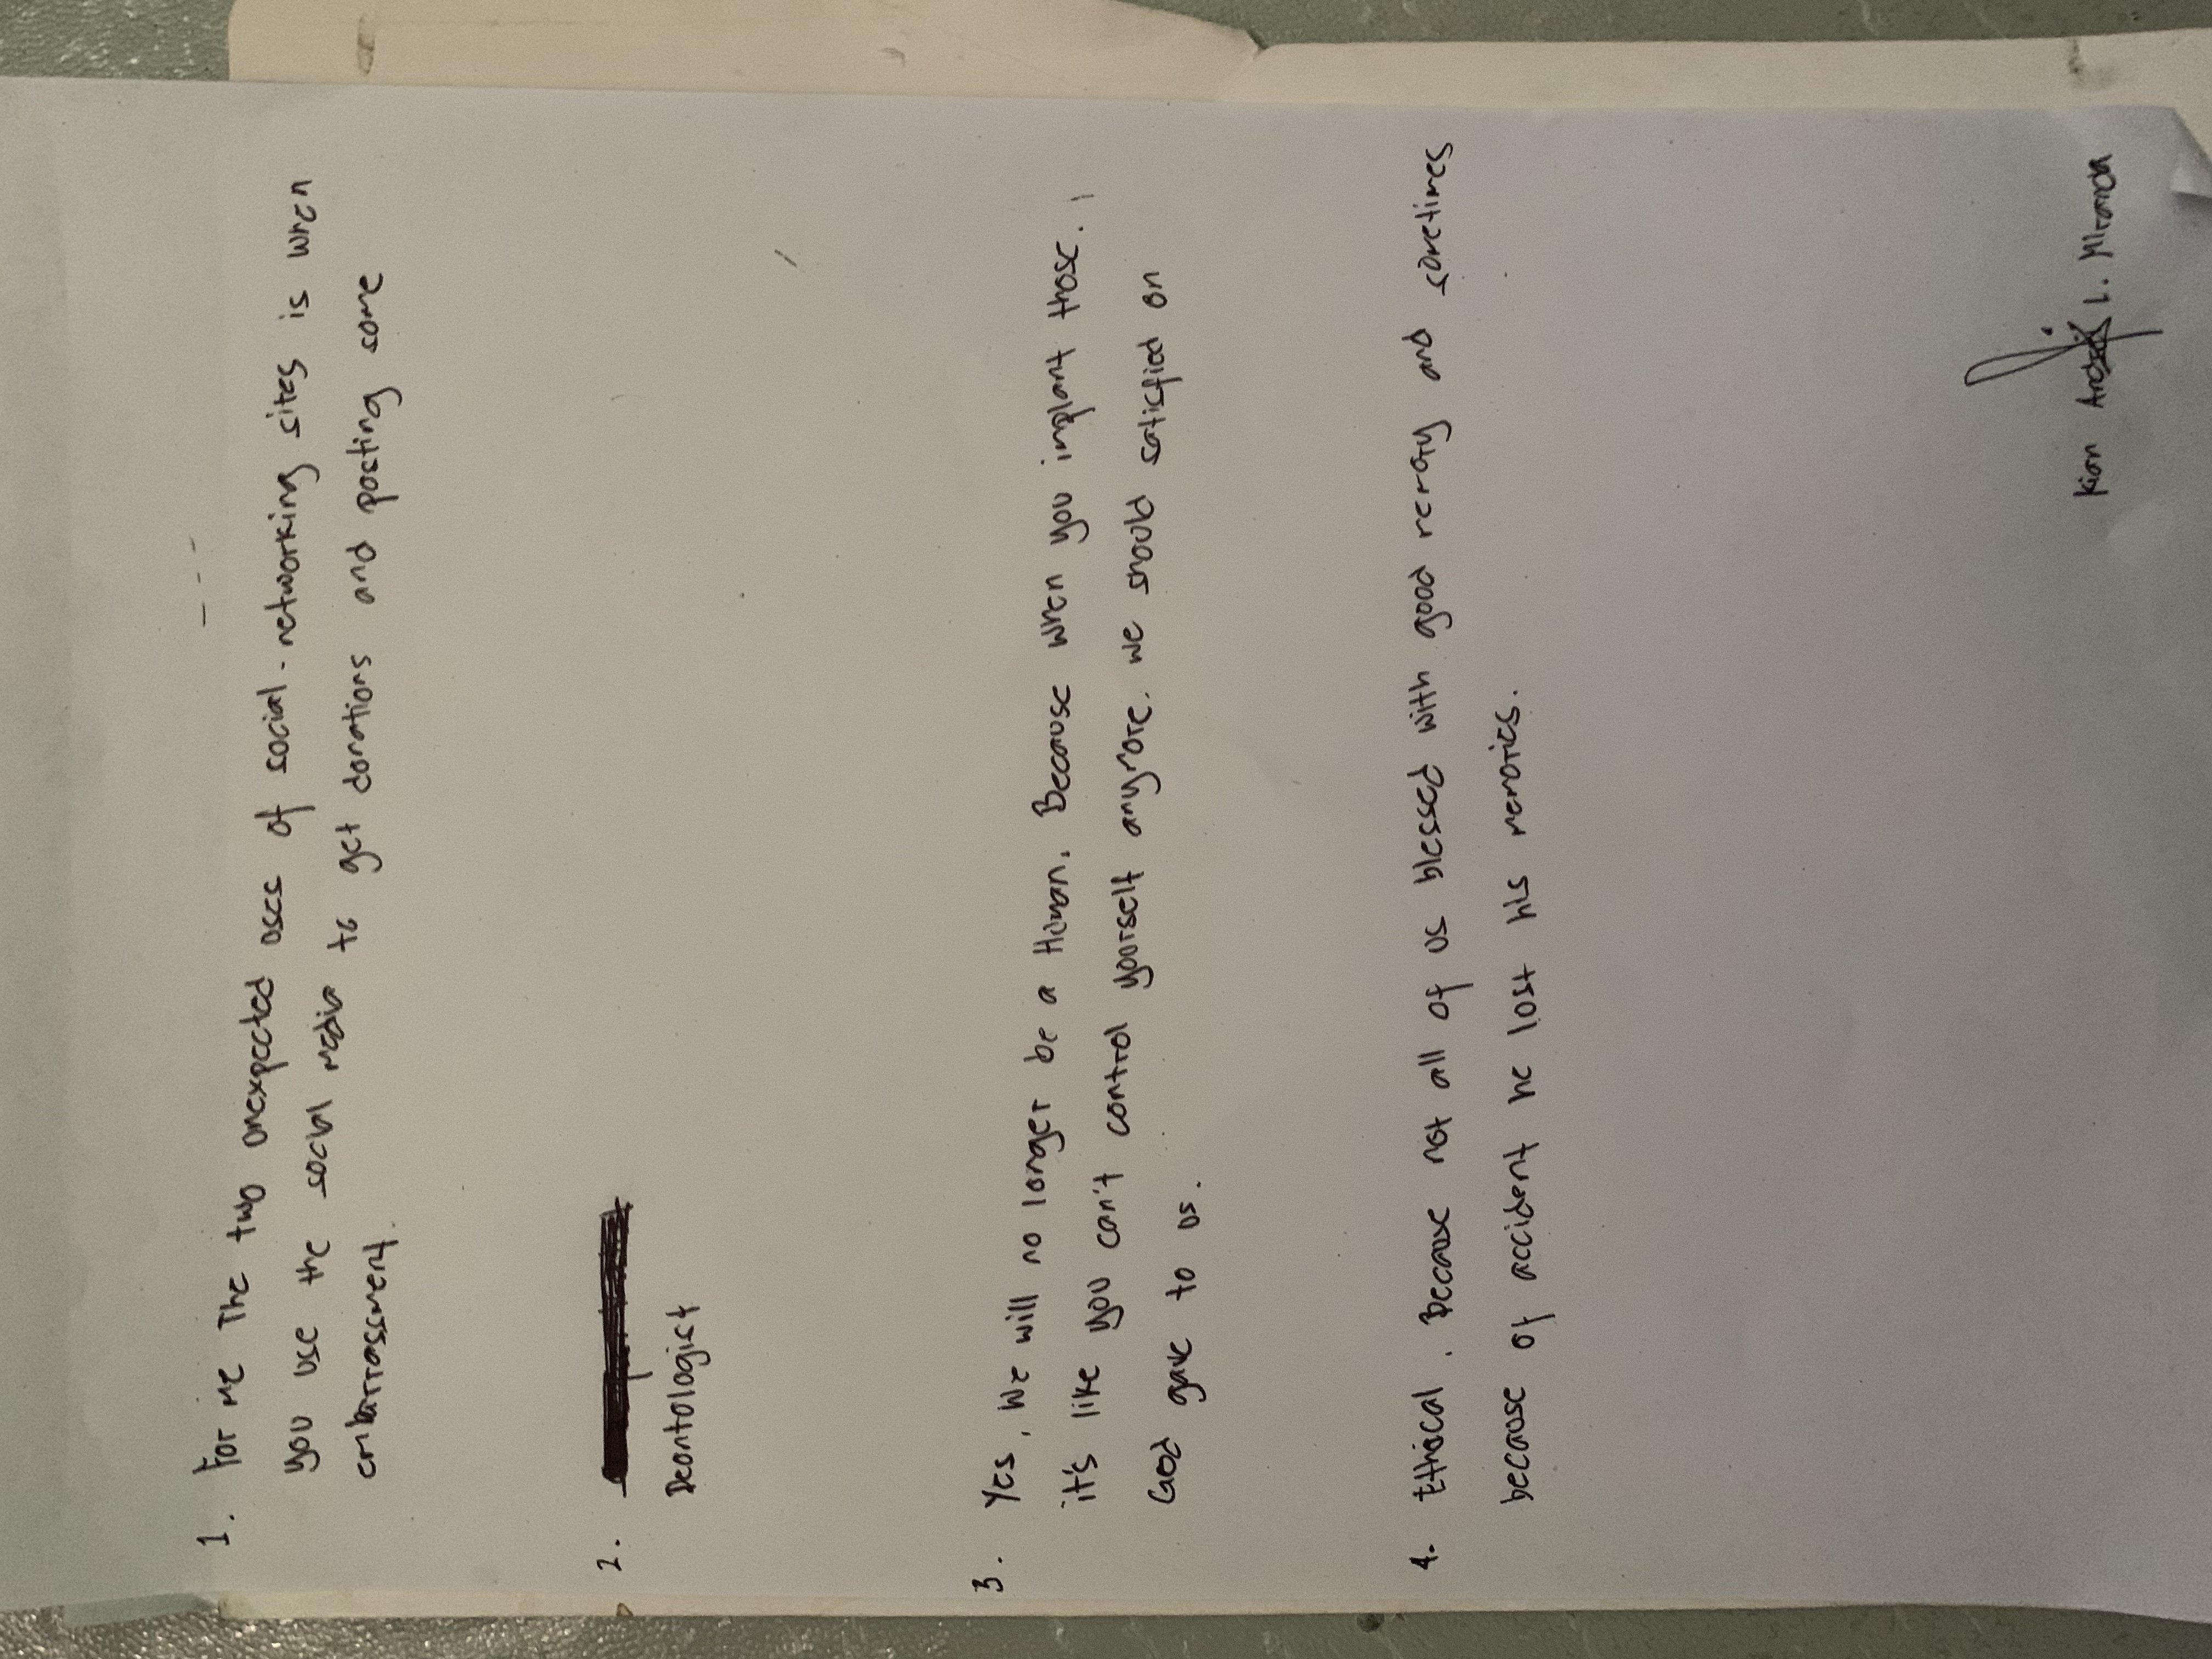 1. For me The two unexpected uses of social-networking sites is when
you use the social media to get donations and posting some
embarrassment.
2.
Deontologist
3. Yes, We will no longer be a Human. Because when you implant those.
it's like you can't control yourself anymore. we should satisfied on
God gave to us.
4. Ethical. Because not all of us blessed with good memory and sometimes
because of accident he lost his memories.
Kian Andrei L. Miranda